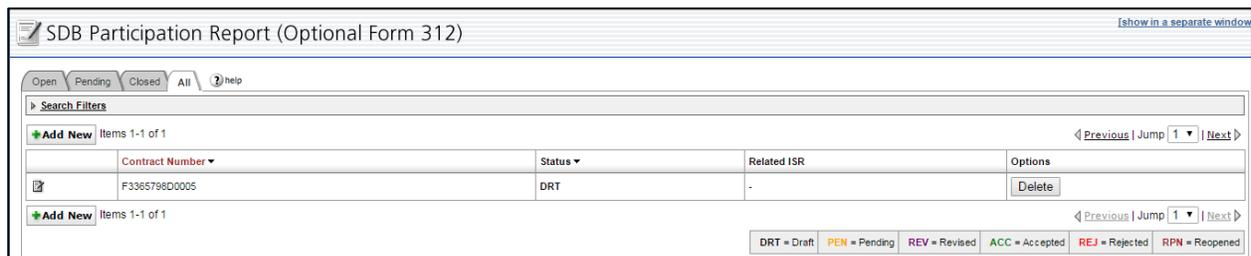 [show in a separate window
SDB Participation Report (Optional Form 312)
Open Pending Closed All ? help
Search Filters
Add New Items 1-1 of 1 Previous | Jump 1 | Next
Contract Number Status Related ISR Options
F3365798D0005 DRT - Delete
Add New Items 1-1 of 1 Previous | Jump 1 | Next
DRT = Draft PEN = Pending REV = Revised ACC = Accepted REJ = Rejected RPN = Reopened